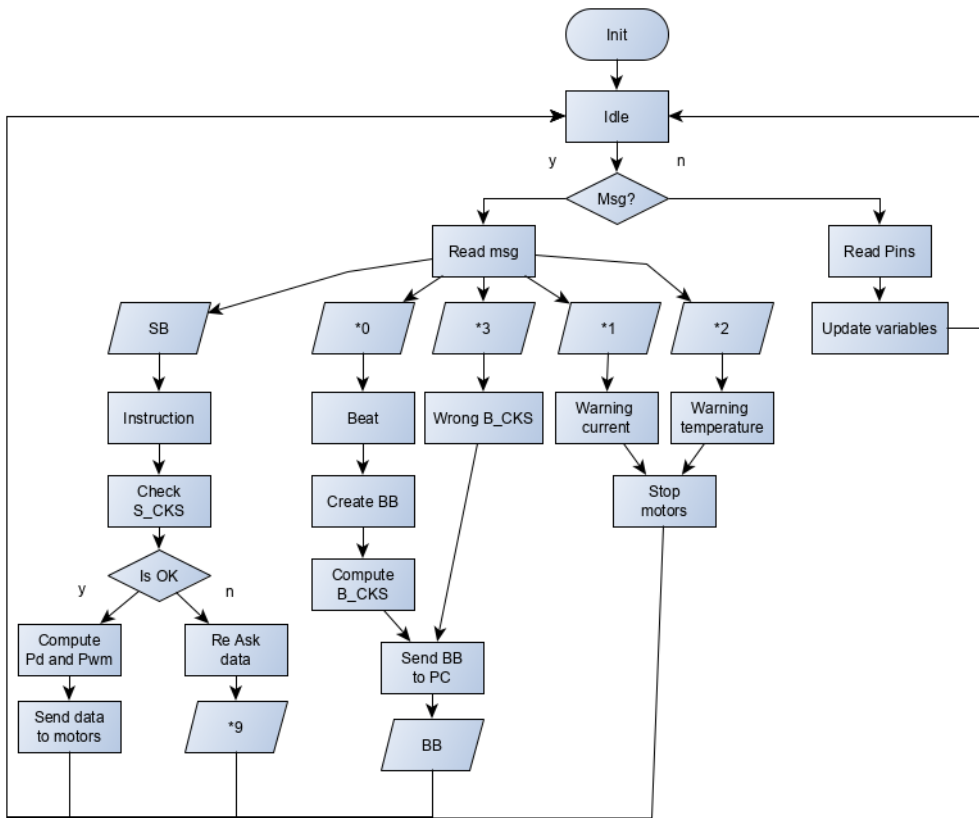 Init
Idle
y
n
Msg?
Read msg
Read Pins
SB
*0
*3
*1
*2
Update variables
Instruction
Beat
Wrong B_CKS
Warning
current
Warning
temperature
Check
S_CKS
Create BB
Stop
motors
Is OK
y
n
Compute
B_CKS
Compute
Pd and Pwm
Re Ask
data
Send BB
to PC
Send data
to motors
*9
BB